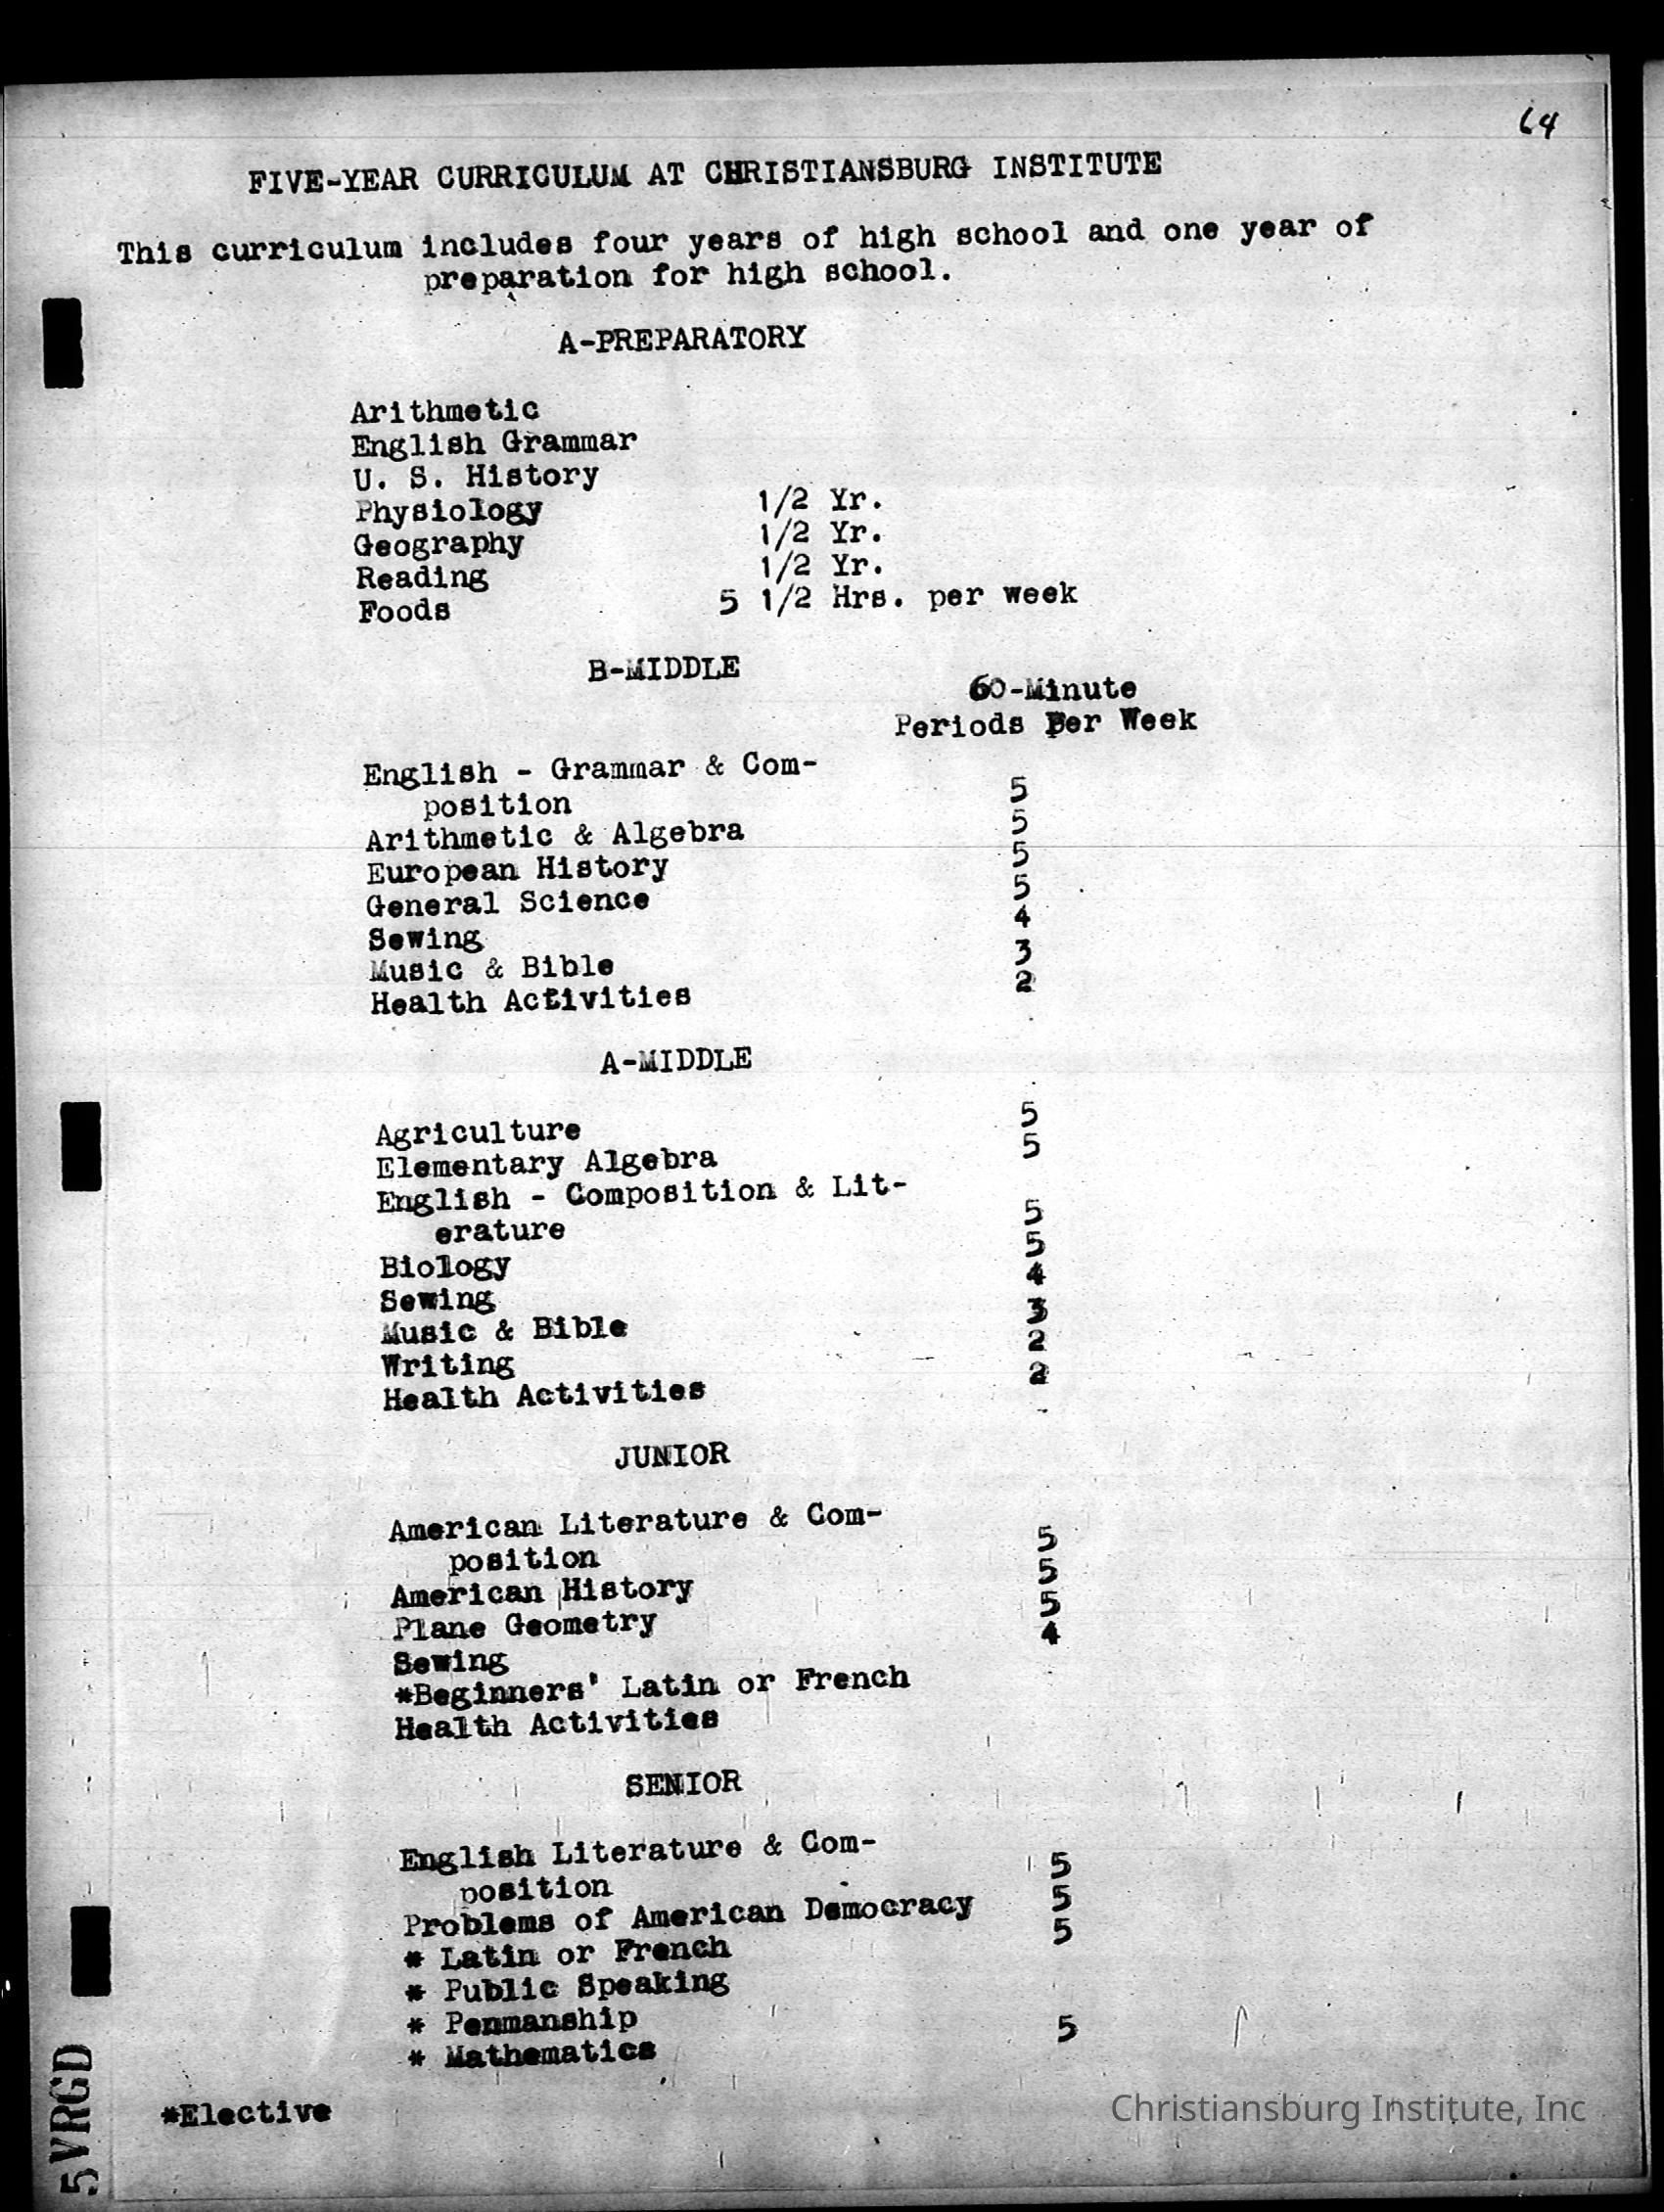 64
FIVE-YEAR CURRICULUM AT CHRISTIANSBURG INSTITUTE
This curriculum includes four years of high school and one year of
preparation for high school.
A-PREPARATORY
Arithmetic
English Grammar
U. S. History
Physiology 1/2 Yr.
Geography 1/2 Yr.
Reading 1/2 Yr.
Foods 5 1/2 Hrs. per week
B-MIDDLE
60-Minute
Periods Per Week
English - Grammar & Com-
position 5
Arithmetic & Algebra 5
European History 5
General Science 5
Sewing 4
Music & Bible 3
Health Activities 2
A-MIDDLE
Agriculture 5
Elementary Algebra 5
English - Composition & Lit-
erature 5
Biology 5
Sewing 4
Music & Bible 3
Writing 2
Health Activities 2
JUNIOR
American Literature & Com-
position 5
American History 5
Plane Geometry 5
Sewing 4
*Beginners' Latin or French
Health Activities
SENIOR
English Literature & Com-
position 5
Problems of American Democracy 5
* Latin or French 5
* Public Speaking
* Penmanship
* Mathematics 5
*Elective
Christiansburg Institute, Inc
5VRGD